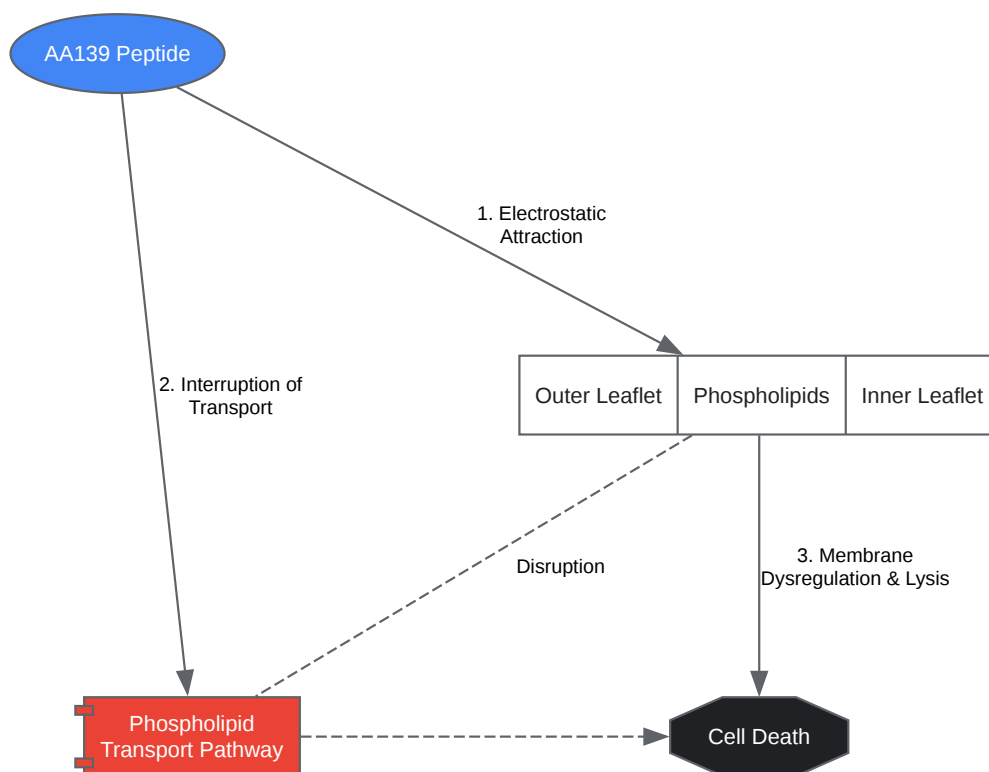 AA139 Peptide
1. Electrostatic
Attraction
2. Interruption of
Transport
Outer Leaflet
Phospholipids
Inner Leaflet
Disruption
3. Membrane
Dysregulation & Lysis
Phospholipid
Transport Pathway
Cell Death